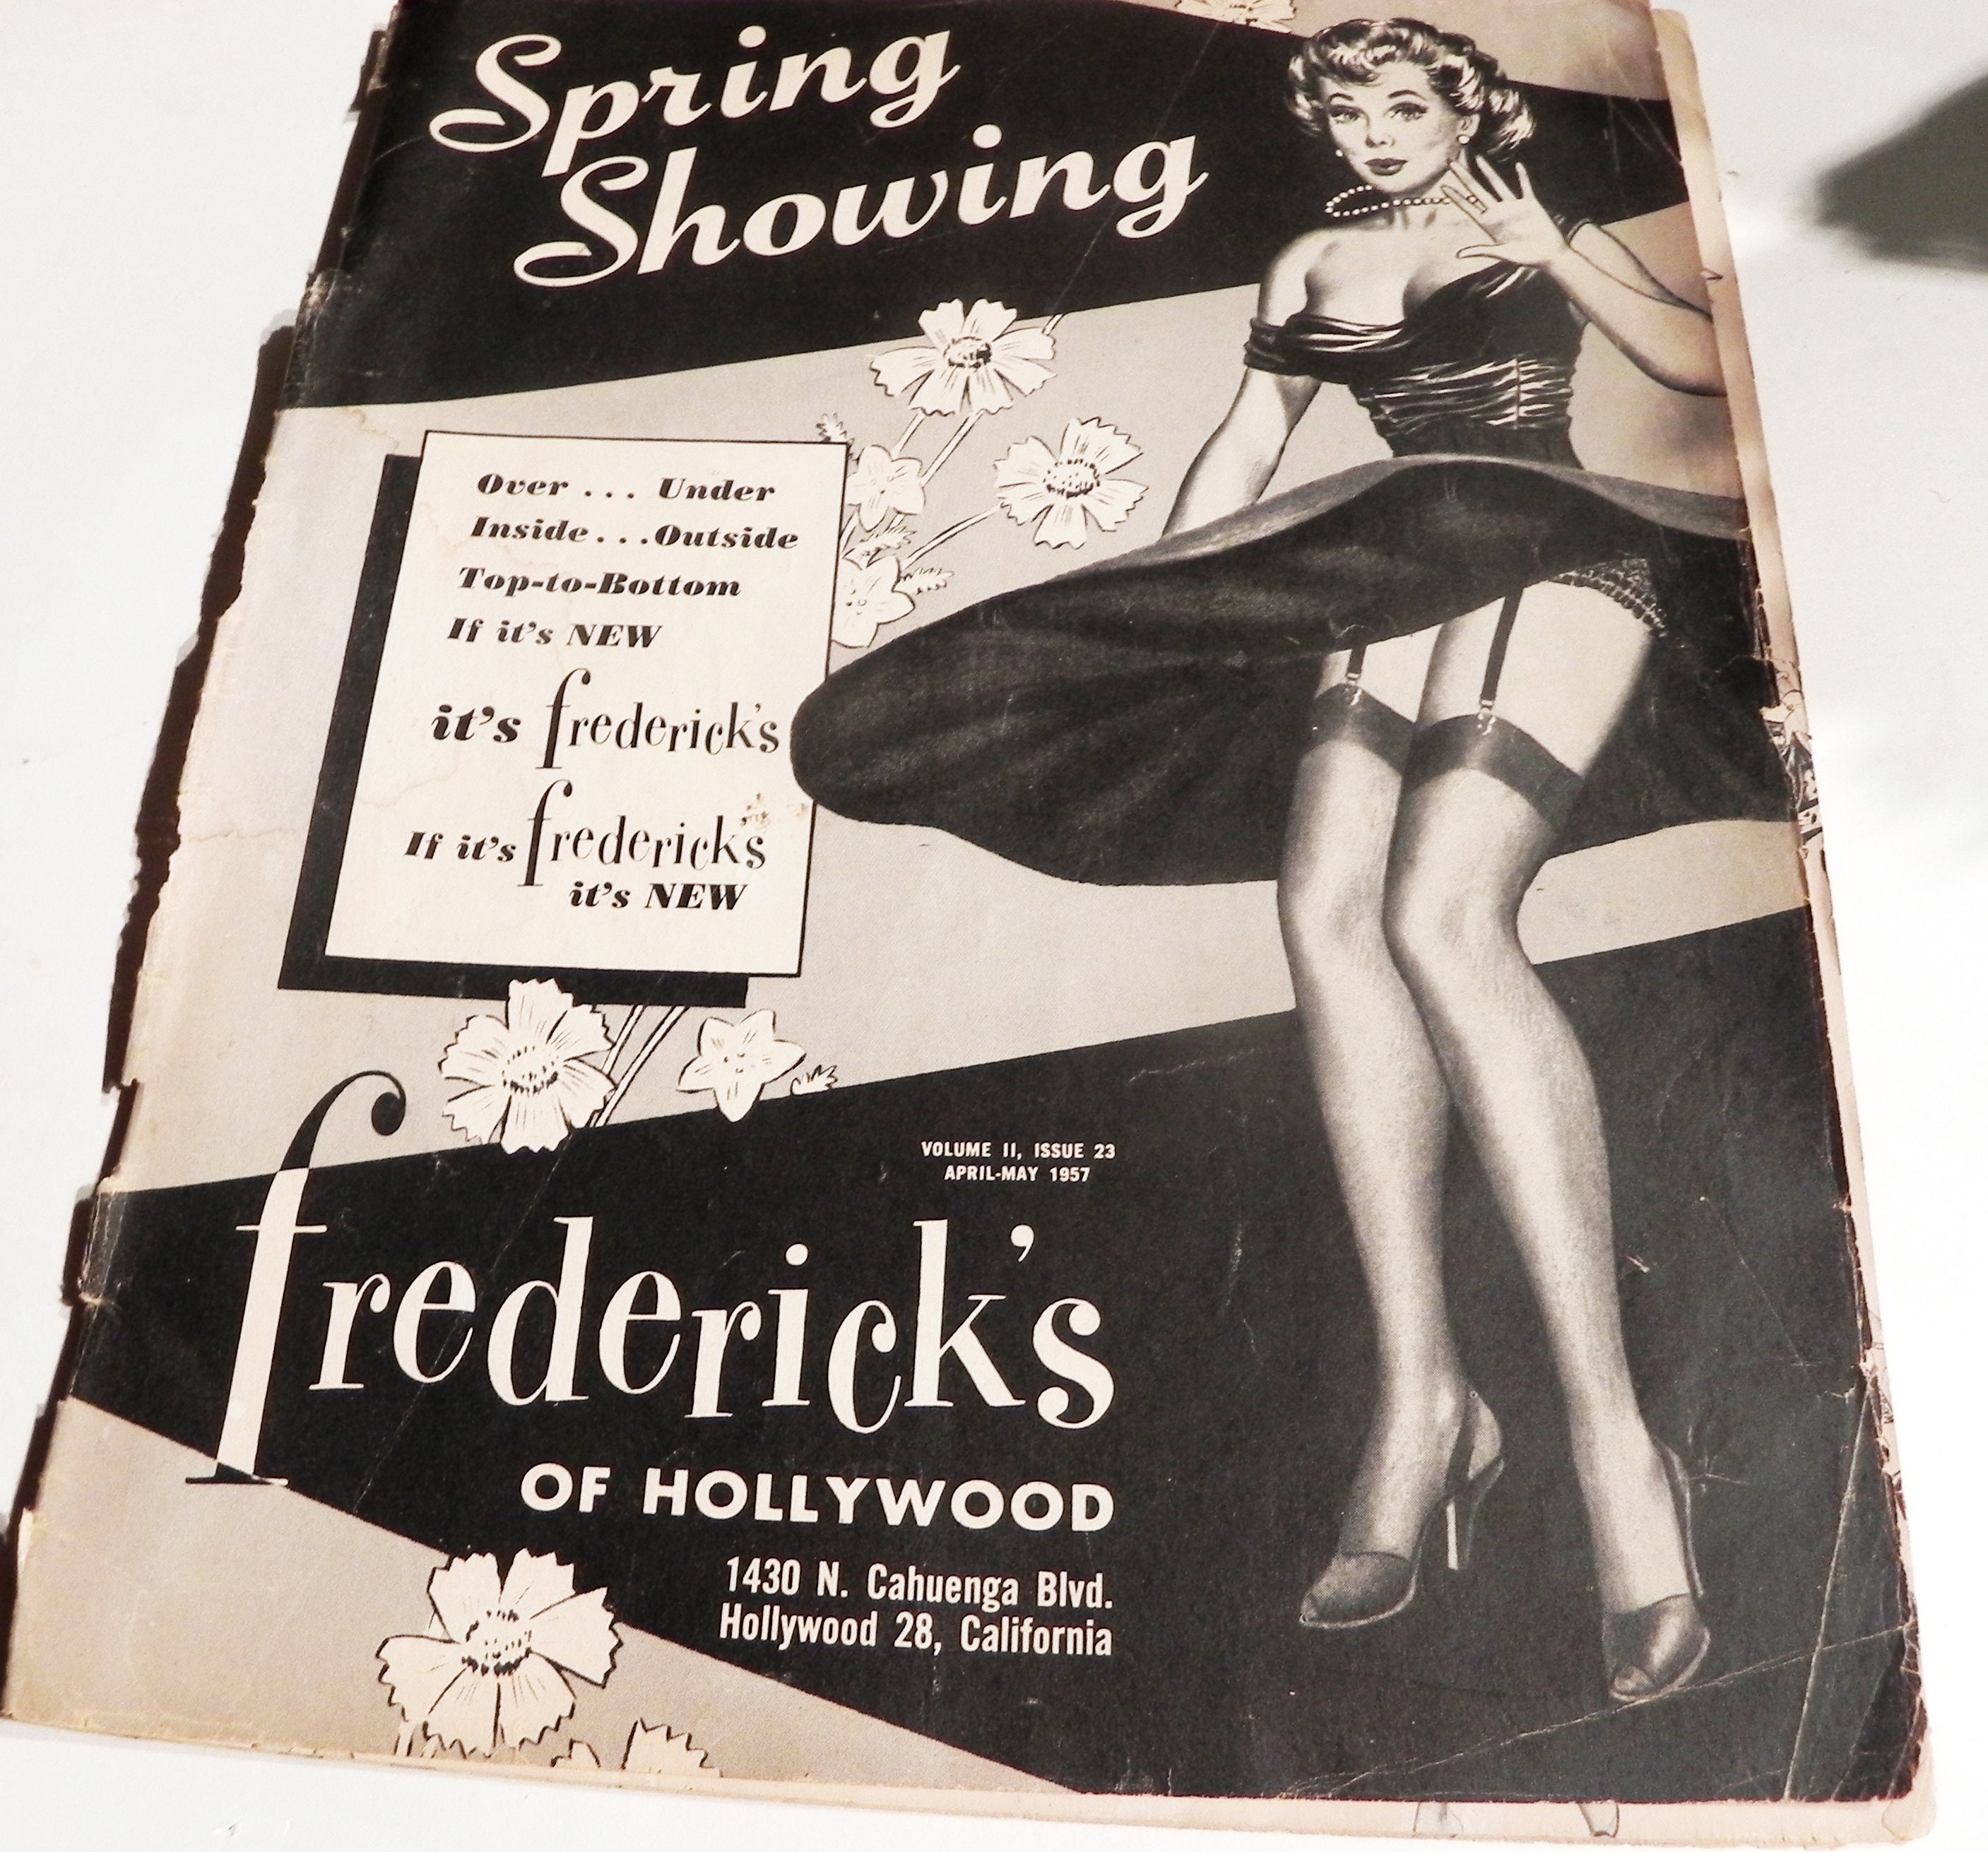 Spring
Showing
Over . . . Under
Inside . . . Outside
Top-to-Bottom
If it's NEW
it's frederick's
If it's frederick's
it's NEW
VOLUME II, ISSUE 23
APRIL-MAY 1957
frederick's
OF HOLLYWOOD
1430 N. Cahuenga Blvd.
Hollywood 28, California